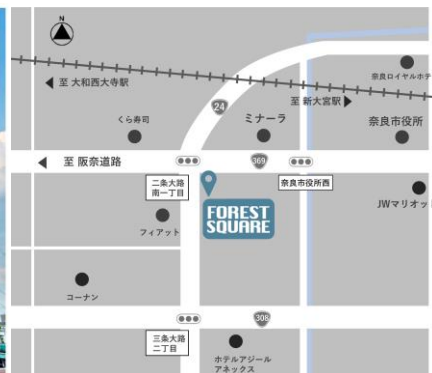 N
奈良ロイヤルホテ
至 大和西大寺駅
24
至 新大宮駅
くら寿司
ミナーラ
奈良市役所
至 阪奈道路
369
二条大路
南一丁目
奈良市役所西
JWマリオット
FOREST
SQUARE
フィアット
コーナン
308
三条大路
二丁目
ホテルアジール
アネックス